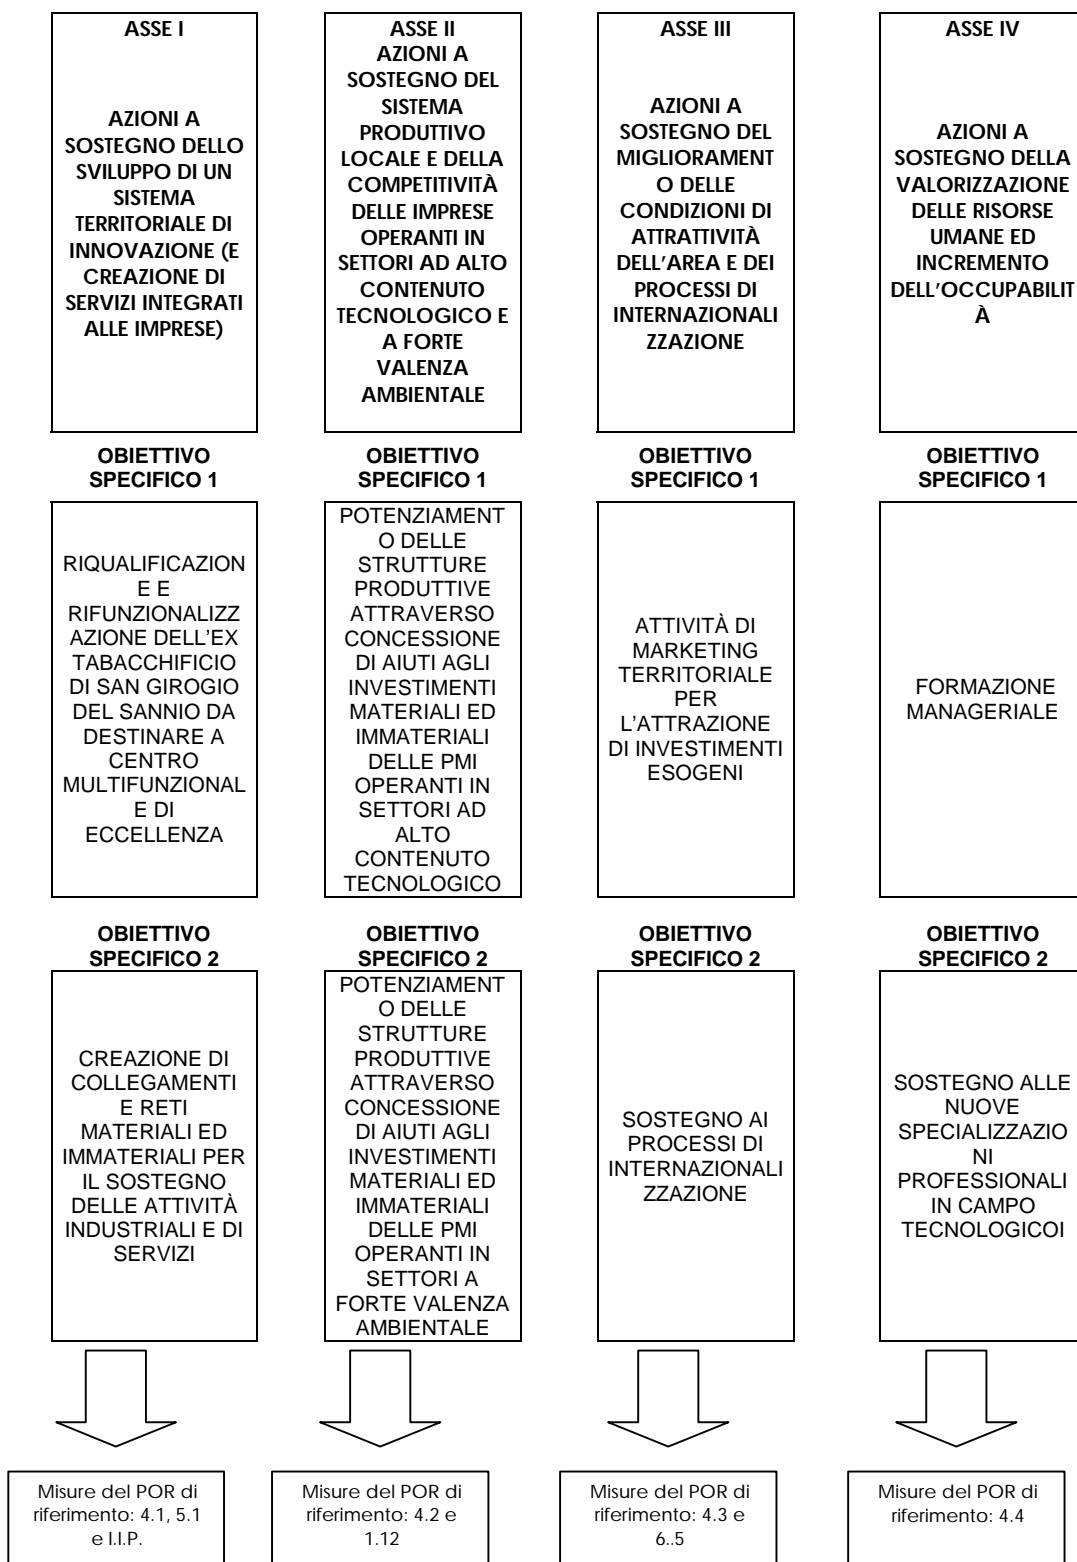 ASSE I
AZIONI A
SOSTEGNO DELLO
SVILUPPO DI UN
SISTEMA
TERRITORIALE DI
INNOVAZIONE (E
CREAZIONE DI
SERVIZI INTEGRATI
ALLE IMPRESE)
ASSE II
AZIONI A
SOSTEGNO DEL
SISTEMA
PRODUTTIVO
LOCALE E DELLA
COMPETITIVITÀ
DELLE IMPRESE
OPERANTI IN
SETTORI AD ALTO
CONTENUTO
TECNOLOGICO E
A FORTE
VALENZA
AMBIENTALE
ASSE III
AZIONI A
SOSTEGNO DEL
MIGLIORAMENT
O DELLE
CONDIZIONI DI
ATTRATTIVITÀ
DELL'AREA E DEI
PROCESSI DI
INTERNAZIONALI
ZZAZIONE
ASSE IV
AZIONI A
SOSTEGNO DELLA
VALORIZZAZIONE
DELLE RISORSE
UMANE ED
INCREMENTO
DELL'OCCUPABILIT
À
OBIETTIVO
SPECIFICO 1
OBIETTIVO
SPECIFICO 1
OBIETTIVO
SPECIFICO 1
OBIETTIVO
SPECIFICO 1
RIQUALIFICAZION
E E
RIFUNZIONALIZZ
AZIONE DELL'EX
TABACCHIFICIO
DI SAN GIROGIO
DEL SANNIO DA
DESTINARE A
CENTRO
MULTIFUNZIONAL
E DI
ECCELLENZA
POTENZIAMENT
O DELLE
STRUTTURE
PRODUTTIVE
ATTRAVERSO
CONCESSIONE
DI AIUTI AGLI
INVESTIMENTI
MATERIALI ED
IMMATERIALI
DELLE PMI
OPERANTI IN
SETTORI AD
ALTO
CONTENUTO
TECNOLOGICO
ATTIVITÀ DI
MARKETING
TERRITORIALE
PER
L'ATTRAZIONE
DI INVESTIMENTI
ESOGENI
FORMAZIONE
MANAGERIALE
OBIETTIVO
SPECIFICO 2
OBIETTIVO
SPECIFICO 2
OBIETTIVO
SPECIFICO 2
OBIETTIVO
SPECIFICO 2
CREAZIONE DI
COLLEGAMENTI
E RETI
MATERIALI ED
IMMATERIALI PER
IL SOSTEGNO
DELLE ATTIVITÀ
INDUSTRIALI E DI
SERVIZI
POTENZIAMENT
O DELLE
STRUTTURE
PRODUTTIVE
ATTRAVERSO
CONCESSIONE
DI AIUTI AGLI
INVESTIMENTI
MATERIALI ED
IMMATERIALI
DELLE PMI
OPERANTI IN
SETTORI A
FORTE VALENZA
AMBIENTALE
SOSTEGNO AI
PROCESSI DI
INTERNAZIONALI
ZZAZIONE
SOSTEGNO ALLE
NUOVE
SPECIALIZZAZIO
NI
PROFESSIONALI
IN CAMPO
TECNOLOGICOI
Misure del POR di
riferimento: 4.1, 5.1
e I.I.P.
Misure del POR di
riferimento: 4.2 e
1.12
Misure del POR di
riferimento: 4.3 e
6..5
Misure del POR di
riferimento: 4.4